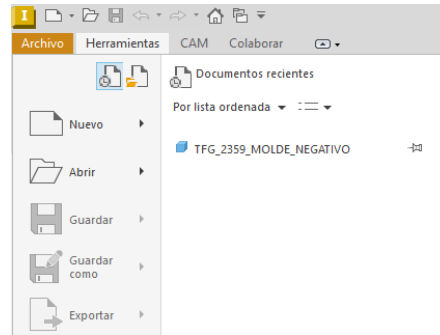 I
Archivo Herramientas CAM Colaborar
Documentos recientes
Por lista ordenada
Nuevo
TFG_2359_MOLDE_NEGATIVO
Abrir
Guardar
Guardar
como
Exportar